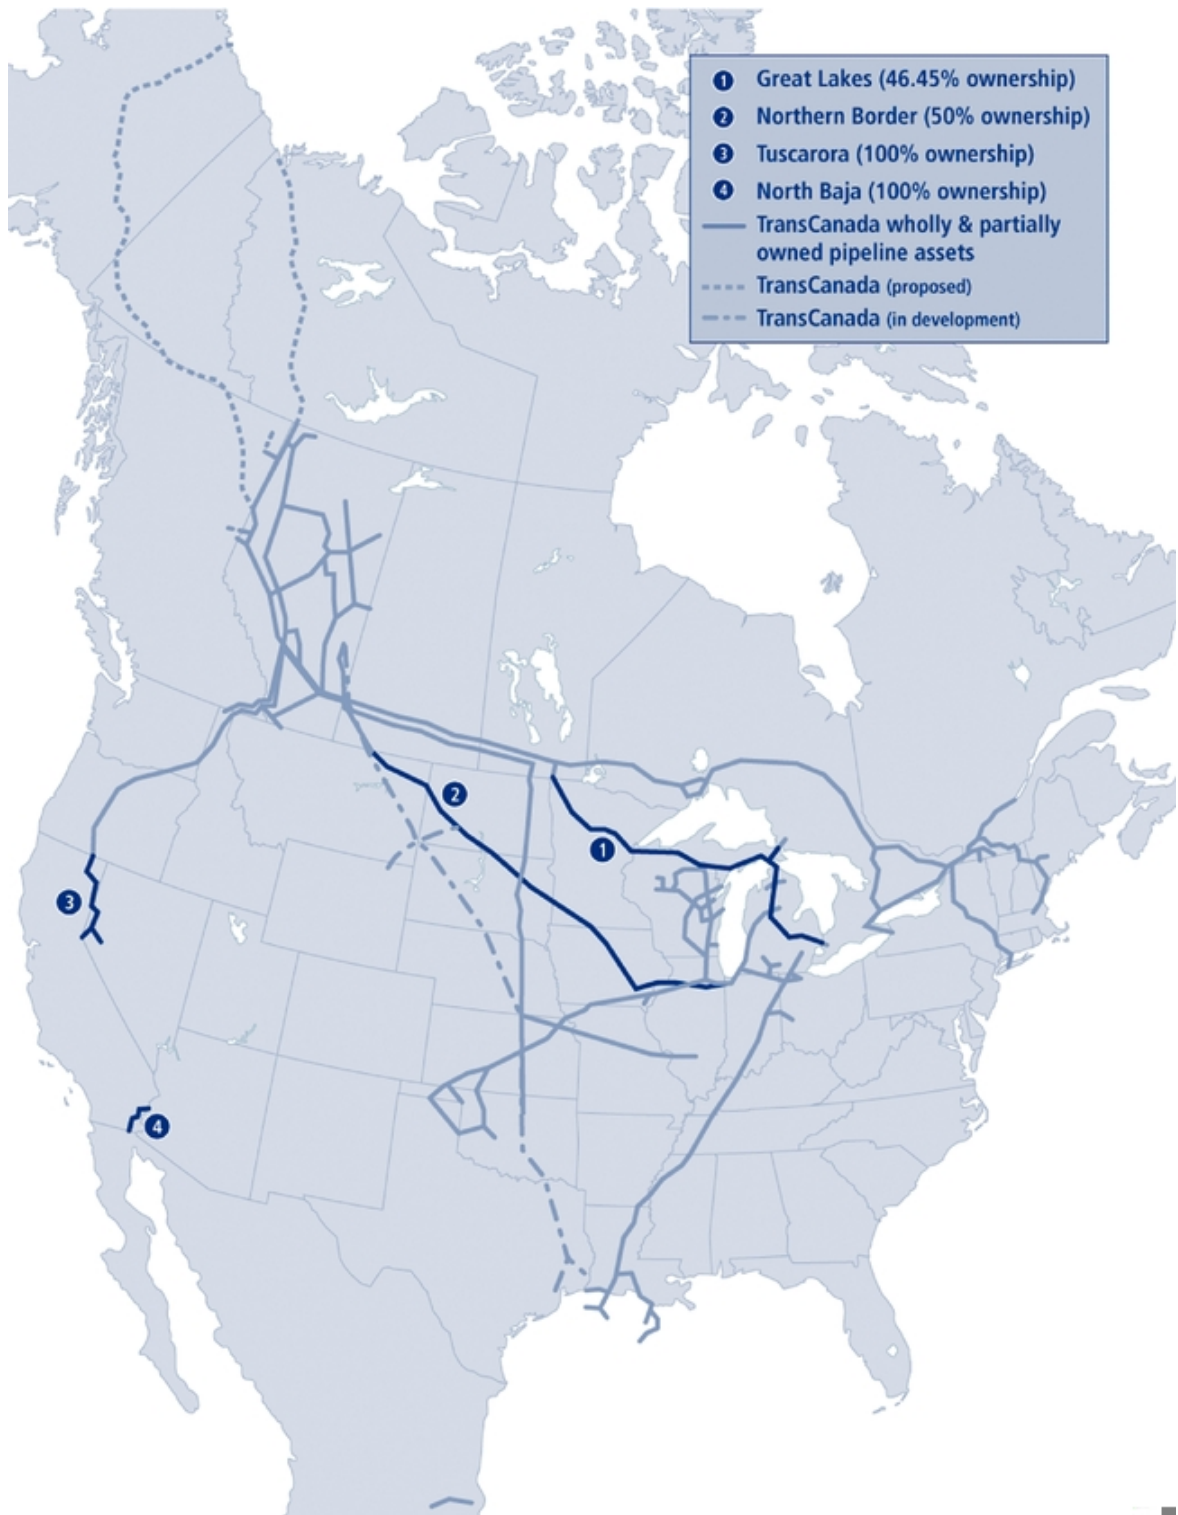 1 Great Lakes (46.45% ownership)
2 Northern Border (50% ownership)
3 Tuscarora (100% ownership)
4 North Baja (100% ownership)
TransCanada wholly & partially
owned pipeline assets
TransCanada (proposed)
TransCanada (in development)
2
1
3
4